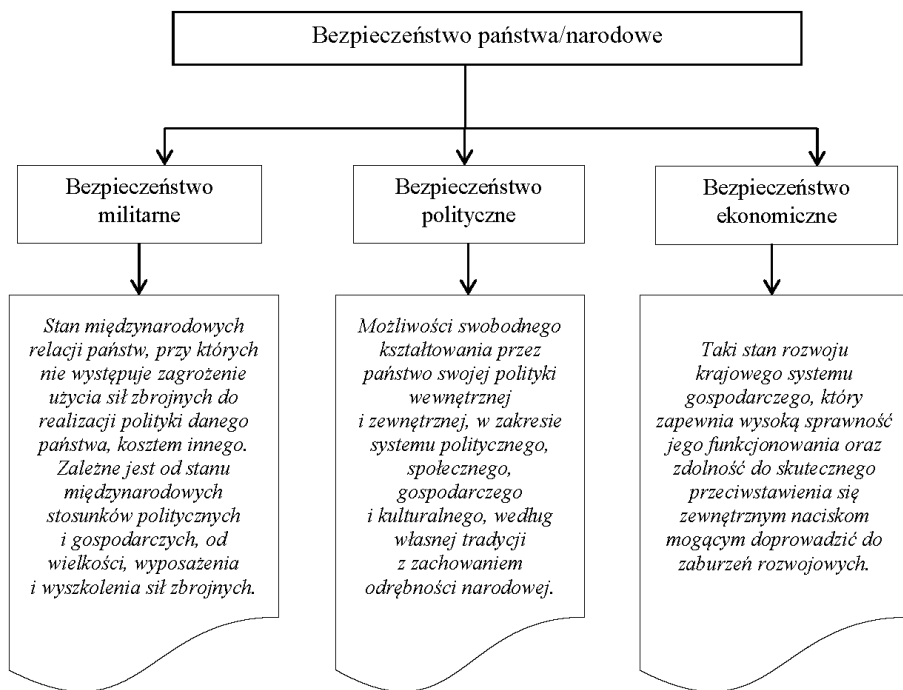 Bezpieczeństwo państwa/narodowe
Bezpieczeństwo
militarne
Bezpieczeństwo
polityczne
Bezpieczeństwo
ekonomiczne
Stan międzynarodowych
relacji państw, przy których
nie występuje zagrożenie
użycia sił zbrojnych do
realizacji polityki danego
państwa, kosztem innego.
Zależne jest od stanu
międzynarodowych
stosunków politycznych
i gospodarczych, od
wielkości, wyposażenia
i wyszkolenia sił zbrojnych.
Możliwości swobodnego
kształtowania przez
państwo swojej polityki
wewnętrznej
i zewnętrznej, w zakresie
systemu politycznego,
społecznego,
gospodarczego
i kulturalnego, według
własnej tradycji
z zachowaniem
odrębności narodowej.
Taki stan rozwoju
krajowego systemu
gospodarczego, który
zapewnia wysoką sprawność
jego funkcjonowania oraz
zdolność do skutecznego
przeciwstawienia się
zewnętrznym naciskom
mogącym doprowadzić do
zaburzeń rozwojowych.